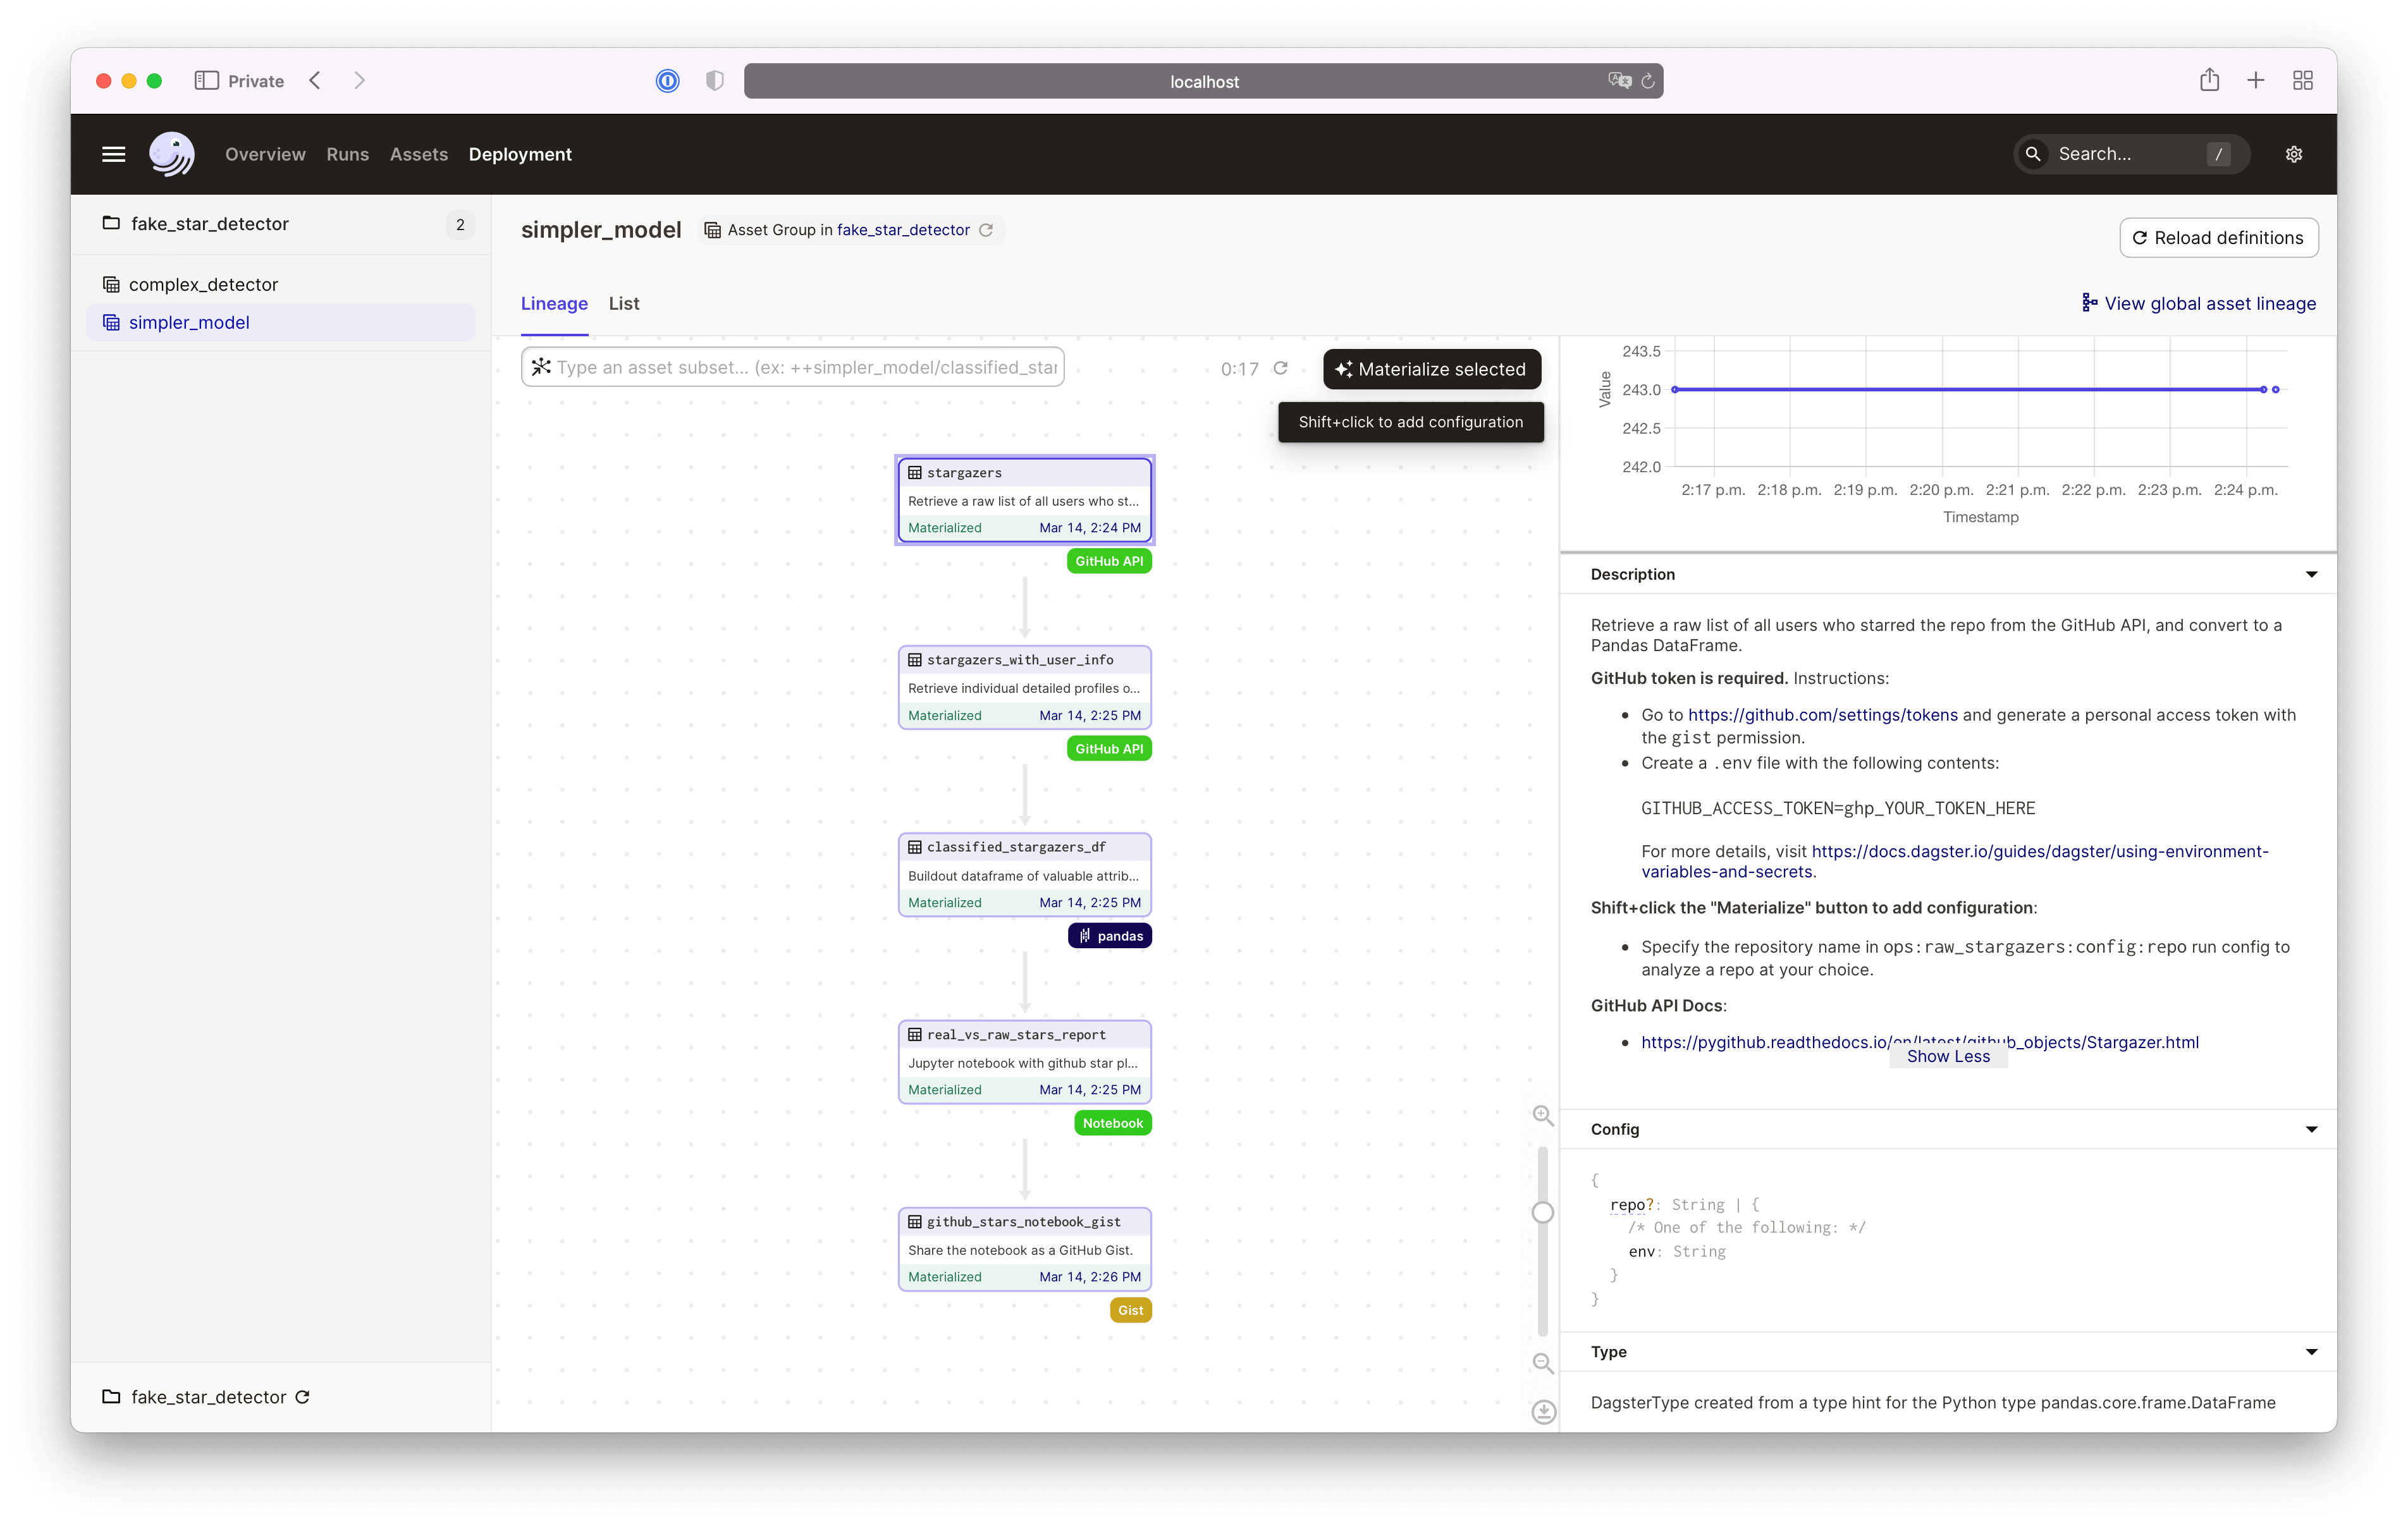 Private
localhost
Overview
Runs
Assets
Deployment
Search...
/
fake_star_detector
2
complex_detector
simpler_model
fake_star_detector
simpler_model
Asset Group in fake_star_detector
Reload definitions
Lineage
List
View global asset lineage
Type an asset subset... (ex: ++simpler_model/classified_star
0:17
Materialize selected
Shift+click to add configuration
stargazers
Retrieve a raw list of all users who st...
Materialized
Mar 14, 2:24 PM
GitHub API
stargazers_with_user_info
Retrieve individual detailed profiles o...
Materialized
Mar 14, 2:25 PM
GitHub API
classified_stargazers_df
Buildout dataframe of valuable attrib...
Materialized
Mar 14, 2:25 PM
pandas
real_vs_raw_stars_report
Jupyter notebook with github star pl...
Materialized
Mar 14, 2:25 PM
Notebook
github_stars_notebook_gist
Share the notebook as a GitHub Gist.
Materialized
Mar 14, 2:26 PM
Gist
Value
243.5
243.0
242.5
242.0
2:17 p.m.
2:18 p.m.
2:19 p.m.
2:20 p.m.
2:21 p.m.
2:22 p.m.
2:23 p.m.
2:24 p.m.
Timestamp
Description
Retrieve a raw list of all users who starred the repo from the GitHub API, and convert to a
Pandas DataFrame.
GitHub token is required. Instructions:
• Go to https://github.com/settings/tokens and generate a personal access token with
the gist permission.
• Create a .env file with the following contents:
GITHUB_ACCESS_TOKEN=ghp_YOUR_TOKEN_HERE
For more details, visit https://docs.dagster.io/guides/dagster/using-environment-
variables-and-secrets.
Shift+click the "Materialize" button to add configuration:
• Specify the repository name in ops:raw_stargazers:config:repo run config to
analyze a repo at your choice.
GitHub API Docs:
• https://pygithub.readthedocs.io/en/latest/github_objects/Stargazer.html
Show Less
Config
{
repo?: String | {
/* One of the following: */
env: String
}
}
Type
DagsterType created from a type hint for the Python type pandas.core.frame.DataFrame